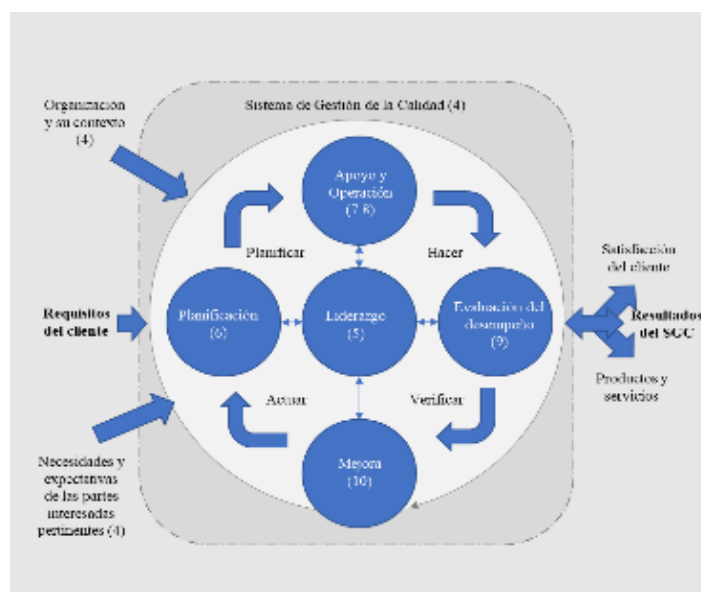 Organización
y su contexto
(4)
Sistema de Gestión de la Calidad (4)
Apoyo y
Operación
(7 8)
Planificar
Hacer
Satisfacción
del cliente
Requisitos
del cliente
Planificación
(6)
Liderazgo
(5)
Evaluación del
desempeño
(9)
Resultados
del SGC
Actuar
Verificar
Productos y
servicios
Mejora
(10)
Necesidades y
expectativas
de las partes
interesadas
pertinentes (4)